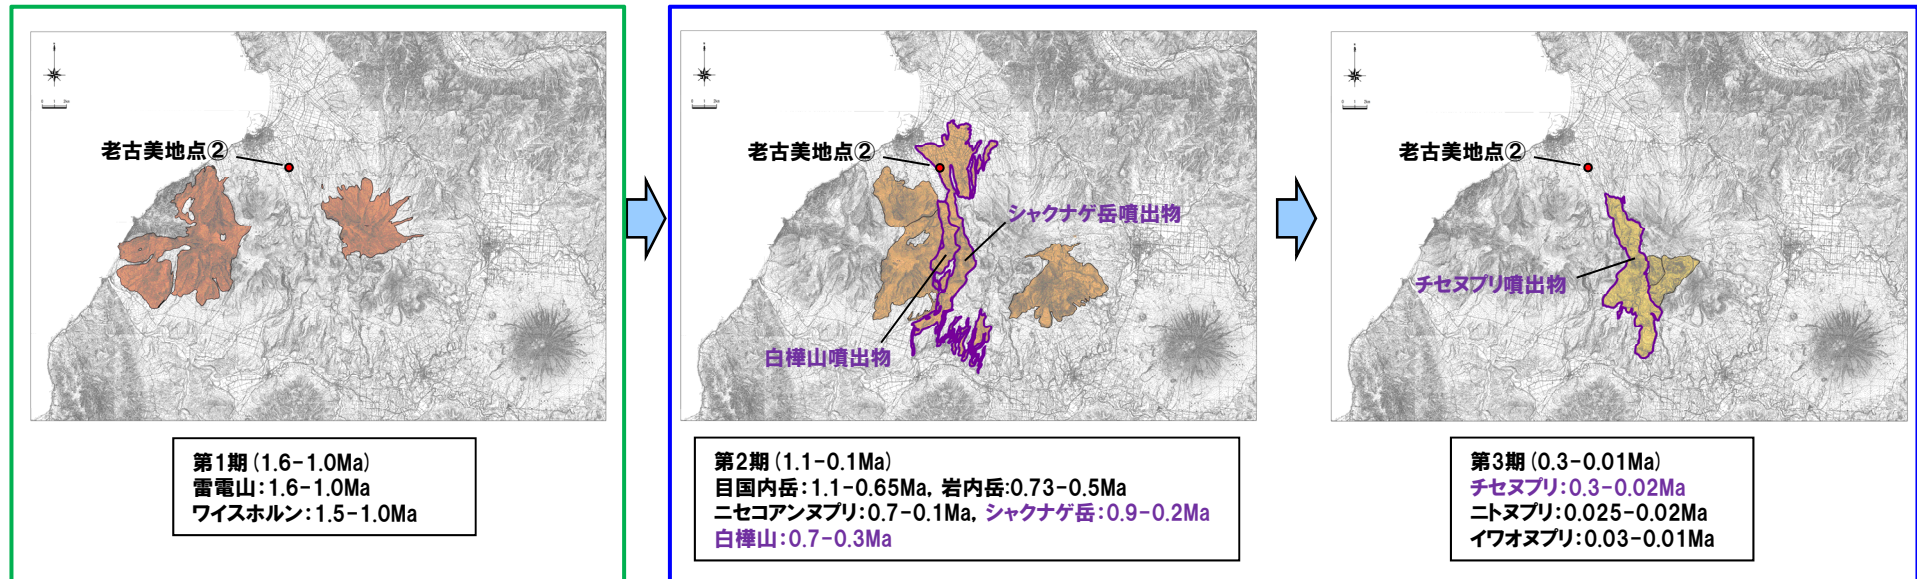 老古美地点②
第1期(1.6-1.0Ma)
雷電山:1.6-1.0Ma
ワイスホルン:1.5-1.0Ma
老古美地点②
シャクナゲ岳噴出物
白樺山噴出物
第2期(1.1-0.1Ma)
目国内岳:1.1-0.65Ma, 岩内岳:0.73-0.5Ma
ニセコアンヌプリ:0.7-0.1Ma, シャクナゲ岳:0.9-0.2Ma
白樺山:0.7-0.3Ma
老古美地点②
チセヌプリ噴出物
第3期(0.3-0.01Ma)
チセヌプリ:0.3-0.02Ma
ニトヌプリ:0.025-0.02Ma
イワオヌプリ:0.03-0.01Ma